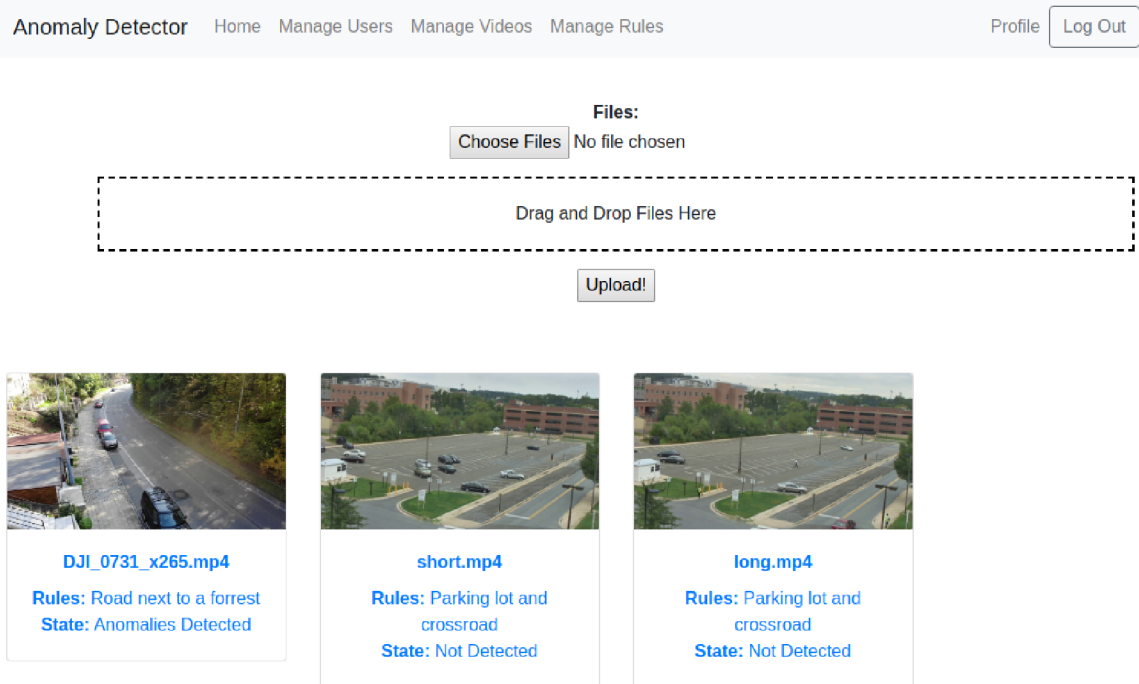 Anomaly Detector Home Manage Users Manage Videos Manage Rules Profile Log Out
Files:
Choose Files No file chosen
Drag and Drop Files Here
Upload!
DJI_0731_x265.mp4
Rules: Road next to a forrest
State: Anomalies Detected
short.mp4
Rules: Parking lot and
crossroad
State: Not Detected
long.mp4
Rules: Parking lot and
crossroad
State: Not Detected